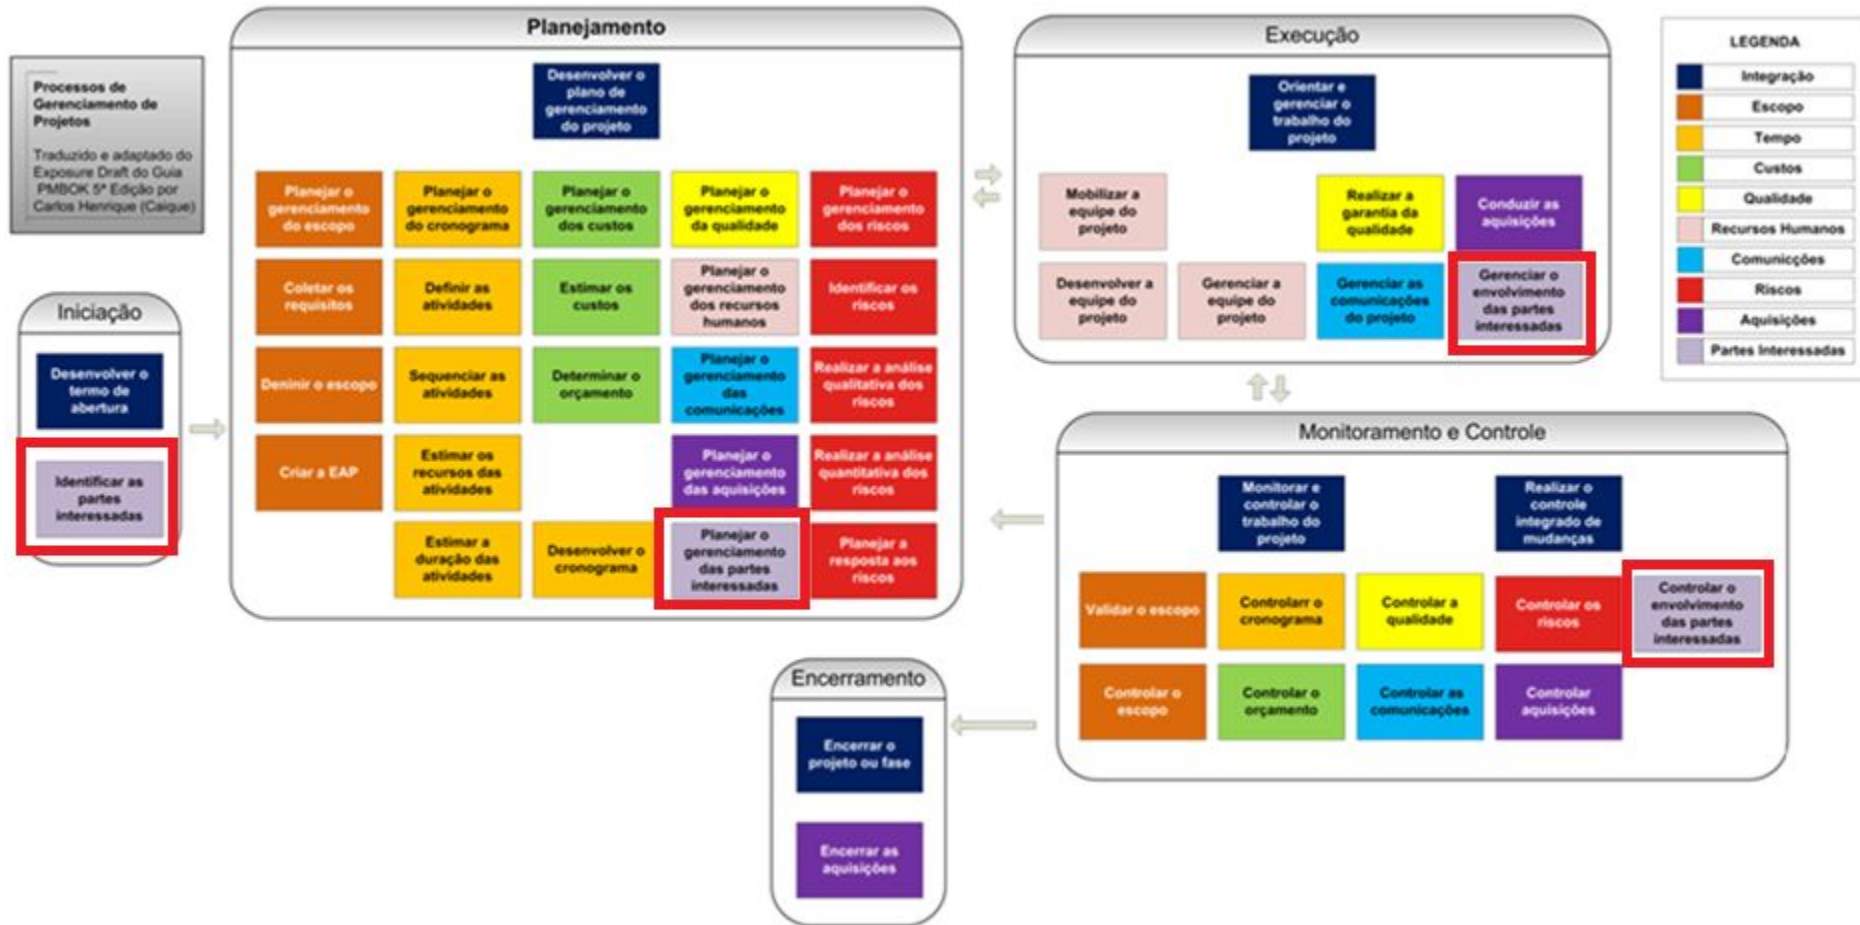 Processos de
Gerenciamento de
Projetos
Traduzido e adaptado do
Exposure Draft do Guia
PMBOK 5ª Edição por
Carlos Henrique (Caique)
Iniciação
Desenvolver o
termo de
abertura
Identificar as
partes
interessadas
Planejamento
Desenvolver o
plano de
gerenciamento
do projeto
Planejar o
gerenciamento
do escopo
Planejar o
gerenciamento
do cronograma
Planejar o
gerenciamento
dos custos
Planejar o
gerenciamento
da qualidade
Planejar o
gerenciamento
dos riscos
Coletar os
requisitos
Definir as
atividades
Estimar os
custos
Planejar o
gerenciamento
dos recursos
humanos
Identificar os
riscos
Deninir o escopo
Sequenciar as
atividades
Determinar o
orçamento
Planejar o
gerenciamento
das
comunicações
Realizar a análise
qualitativa dos
riscos
Criar a EAP
Estimar os
recursos das
atividades
Planejar o
gerenciamento
das aquisições
Realizar a análise
quantitativa dos
riscos
Estimar a
duração das
atividades
Desenvolver o
cronograma
Planejar o
gerenciamento
das partes
interessadas
Planejar a
resposta aos
riscos
Execução
Orientar e
gerenciar o
trabalho do
projeto
Mobilizar a
equipe do
projeto
Realizar a
garantia da
qualidade
Conduzir as
aquisições
Desenvolver a
equipe do
projeto
Gerenciar a
equipe do
projeto
Gerenciar as
comunicações
do projeto
Gerenciar o
envolvimento
das partes
interessadas
LEGENDA
Integração
Escopo
Tempo
Custos
Qualidade
Recursos Humanos
Comunicções
Riscos
Aquisições
Partes Interessadas
Monitoramento e Controle
Monitorar e
controlar o
trabalho do
projeto
Realizar o
controle
integrado de
mudanças
Validar o escopo
Controlarr o
cronograma
Controlar a
qualidade
Controlar os
riscos
Controlar o
envolvimento
das partes
interessadas
Controlar o
escopo
Controlar o
orçamento
Controlar as
comunicações
Controlar
aquisições
Encerramento
Encerrar o
projeto ou fase
Encerrar as
aquisições